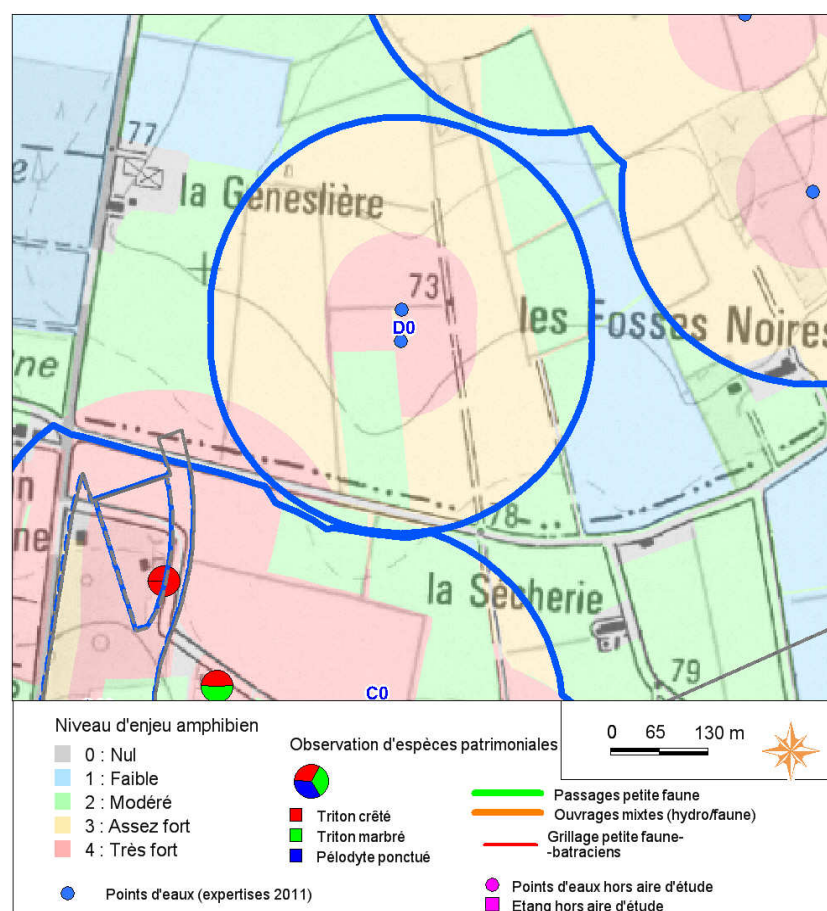 77
la Geneslière
73
D0
les Fosses Noires
ine
ne
78
la Sècherie
79
C0
Niveau d'enjeu amphibien
0 : Nul
1 : Faible
2 : Modéré
3 : Assez fort
4 : Très fort
Points d'eaux (expertises 2011)
Observation d'espèces patrimoniales
Triton crêté
Triton marbré
Pélodyte ponctué
0 65 130 m
Passages petite faune
Ouvrages mixtes (hydro/faune)
Grillage petite faune-
-batraciens
Points d'eaux hors aire d'étude
Etang hors aire d'étude